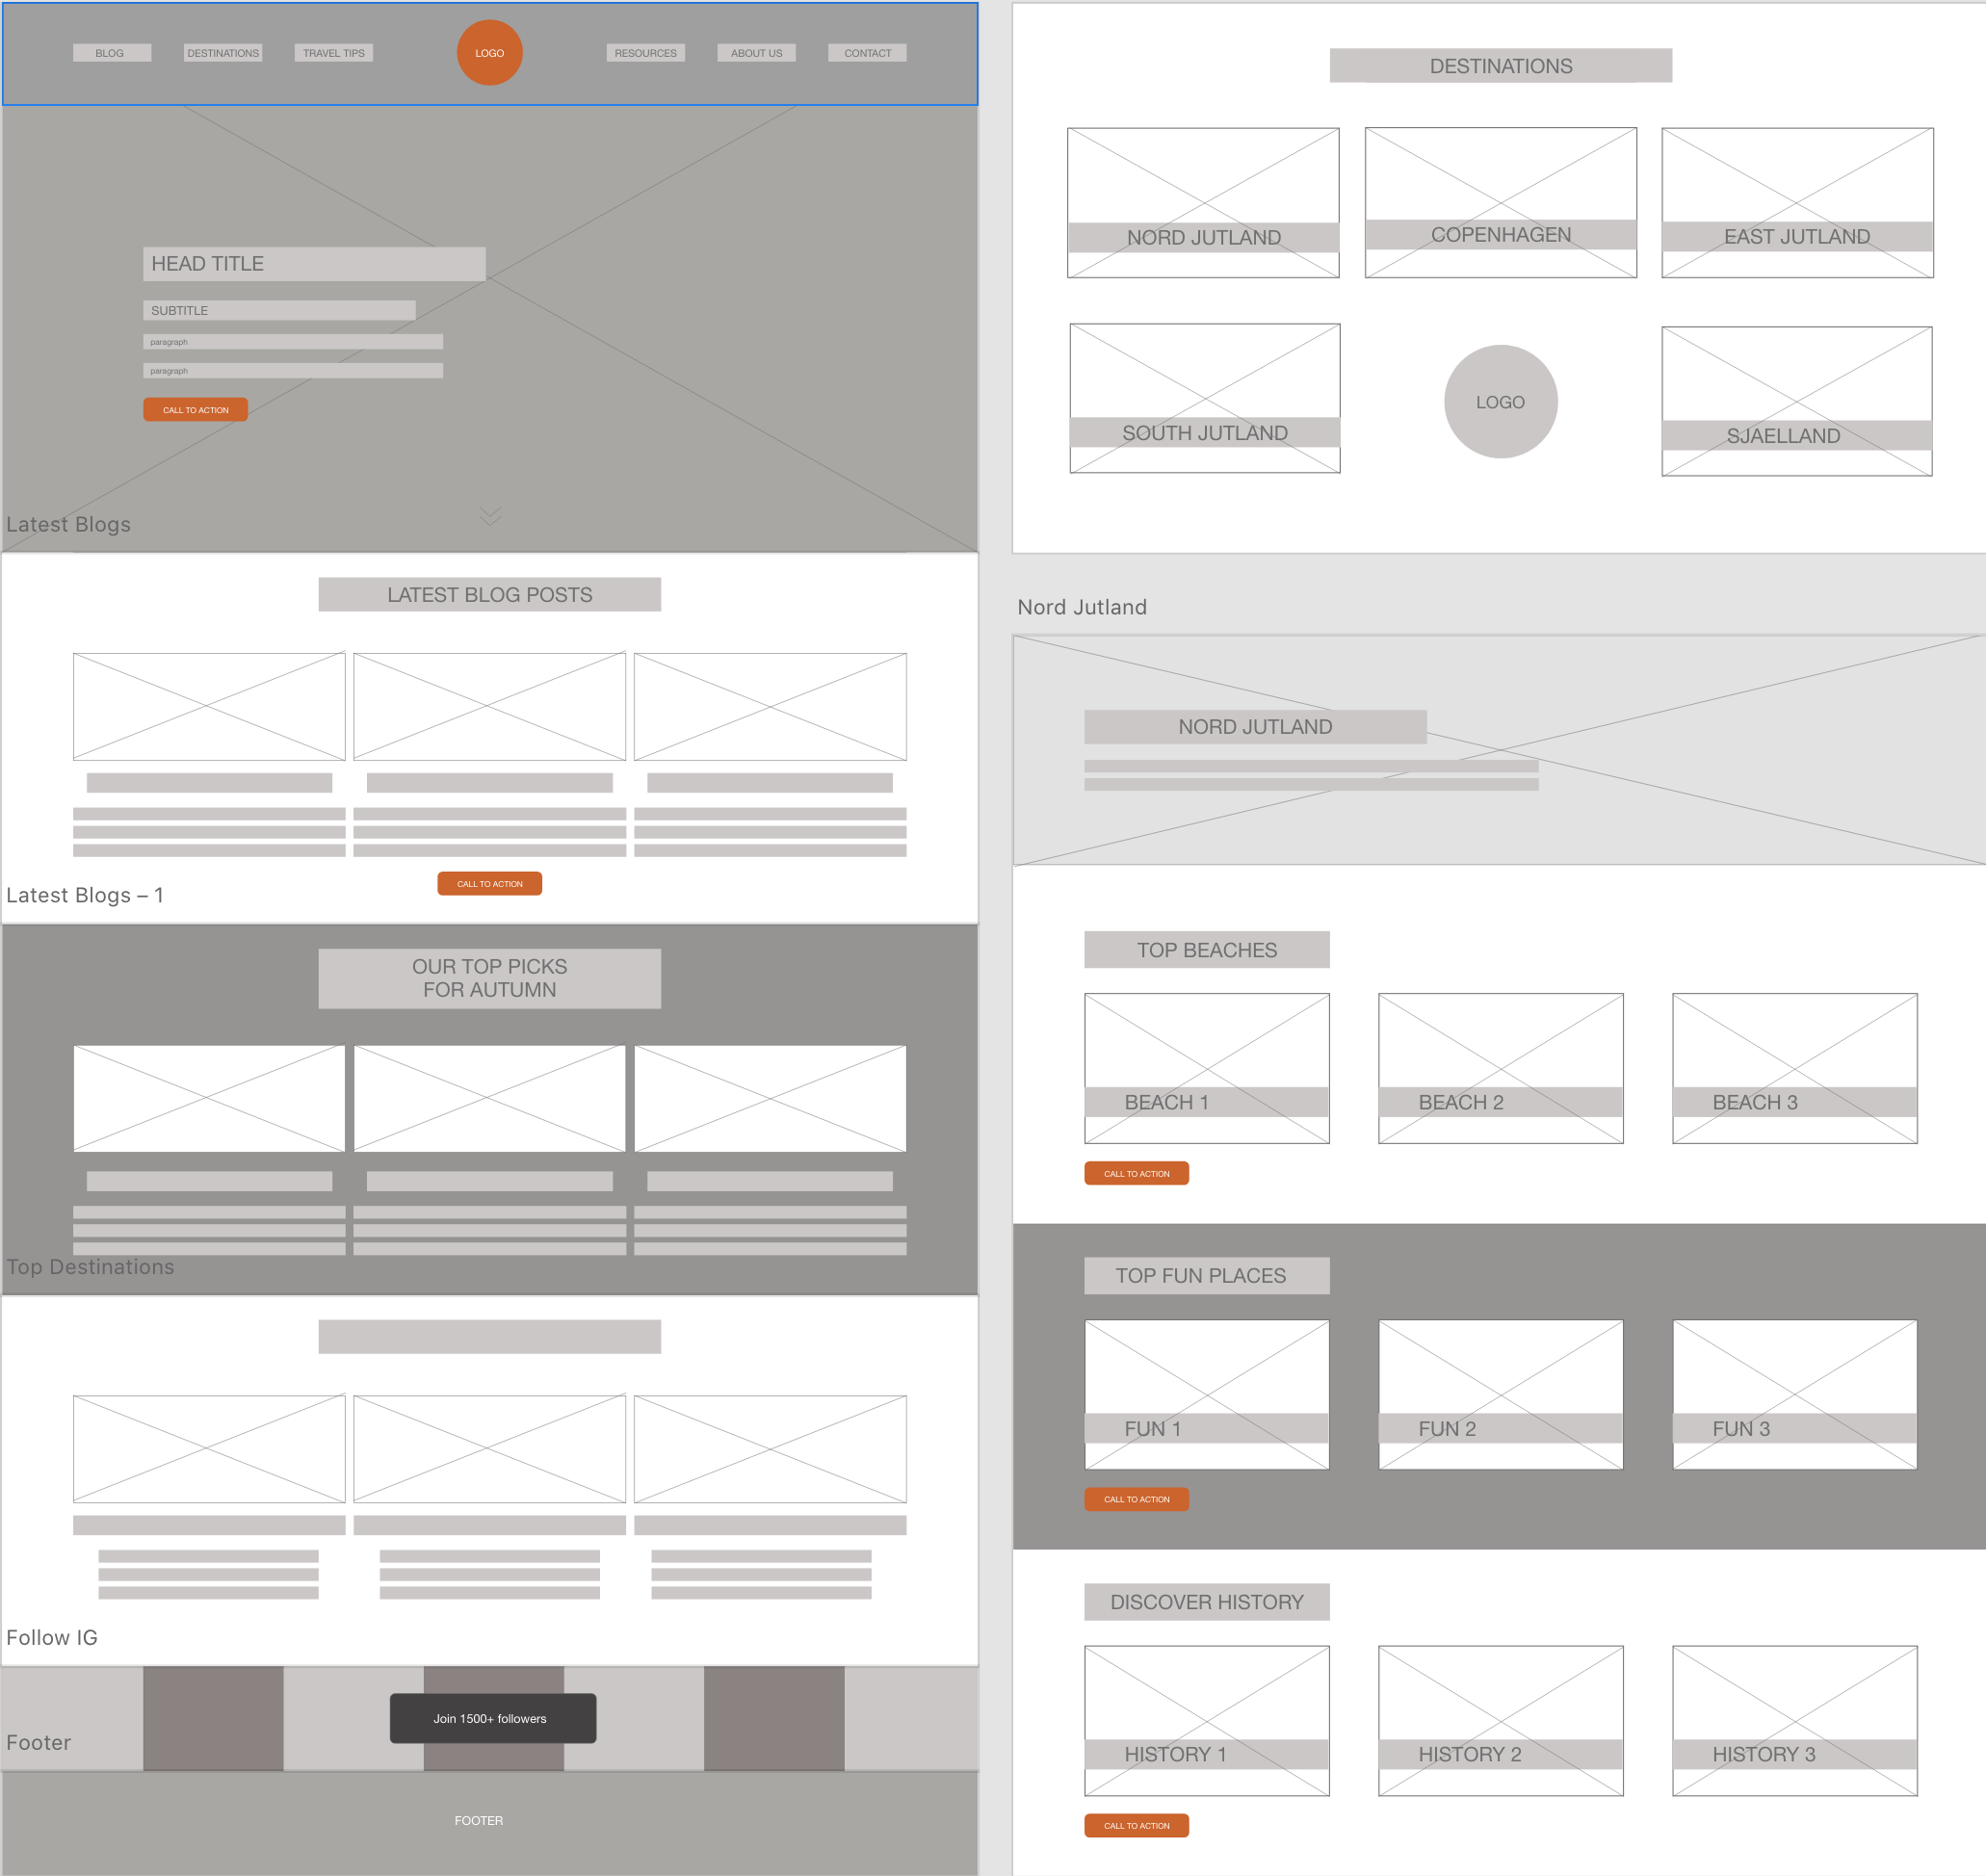 BLOG
DESTINATIONS
TRAVEL TIPS
LOGO
RESOURCES
ABOUT US
CONTACT
HEAD TITLE
SUBTITLE
paragraph
paragraph
CALL TO ACTION
Latest Blogs
LATEST BLOG POSTS
CALL TO ACTION
Latest Blogs – 1
OUR TOP PICKS
FOR AUTUMN
Top Destinations
Follow IG
Join 1500+ followers
Footer
FOOTER
DESTINATIONS
NORD JUTLAND
COPENHAGEN
EAST JUTLAND
SOUTH JUTLAND
LOGO
SJAELLAND
Nord Jutland
NORD JUTLAND
TOP BEACHES
BEACH 1
BEACH 2
BEACH 3
CALL TO ACTION
TOP FUN PLACES
FUN 1
FUN 2
FUN 3
CALL TO ACTION
DISCOVER HISTORY
HISTORY 1
HISTORY 2
HISTORY 3
CALL TO ACTION